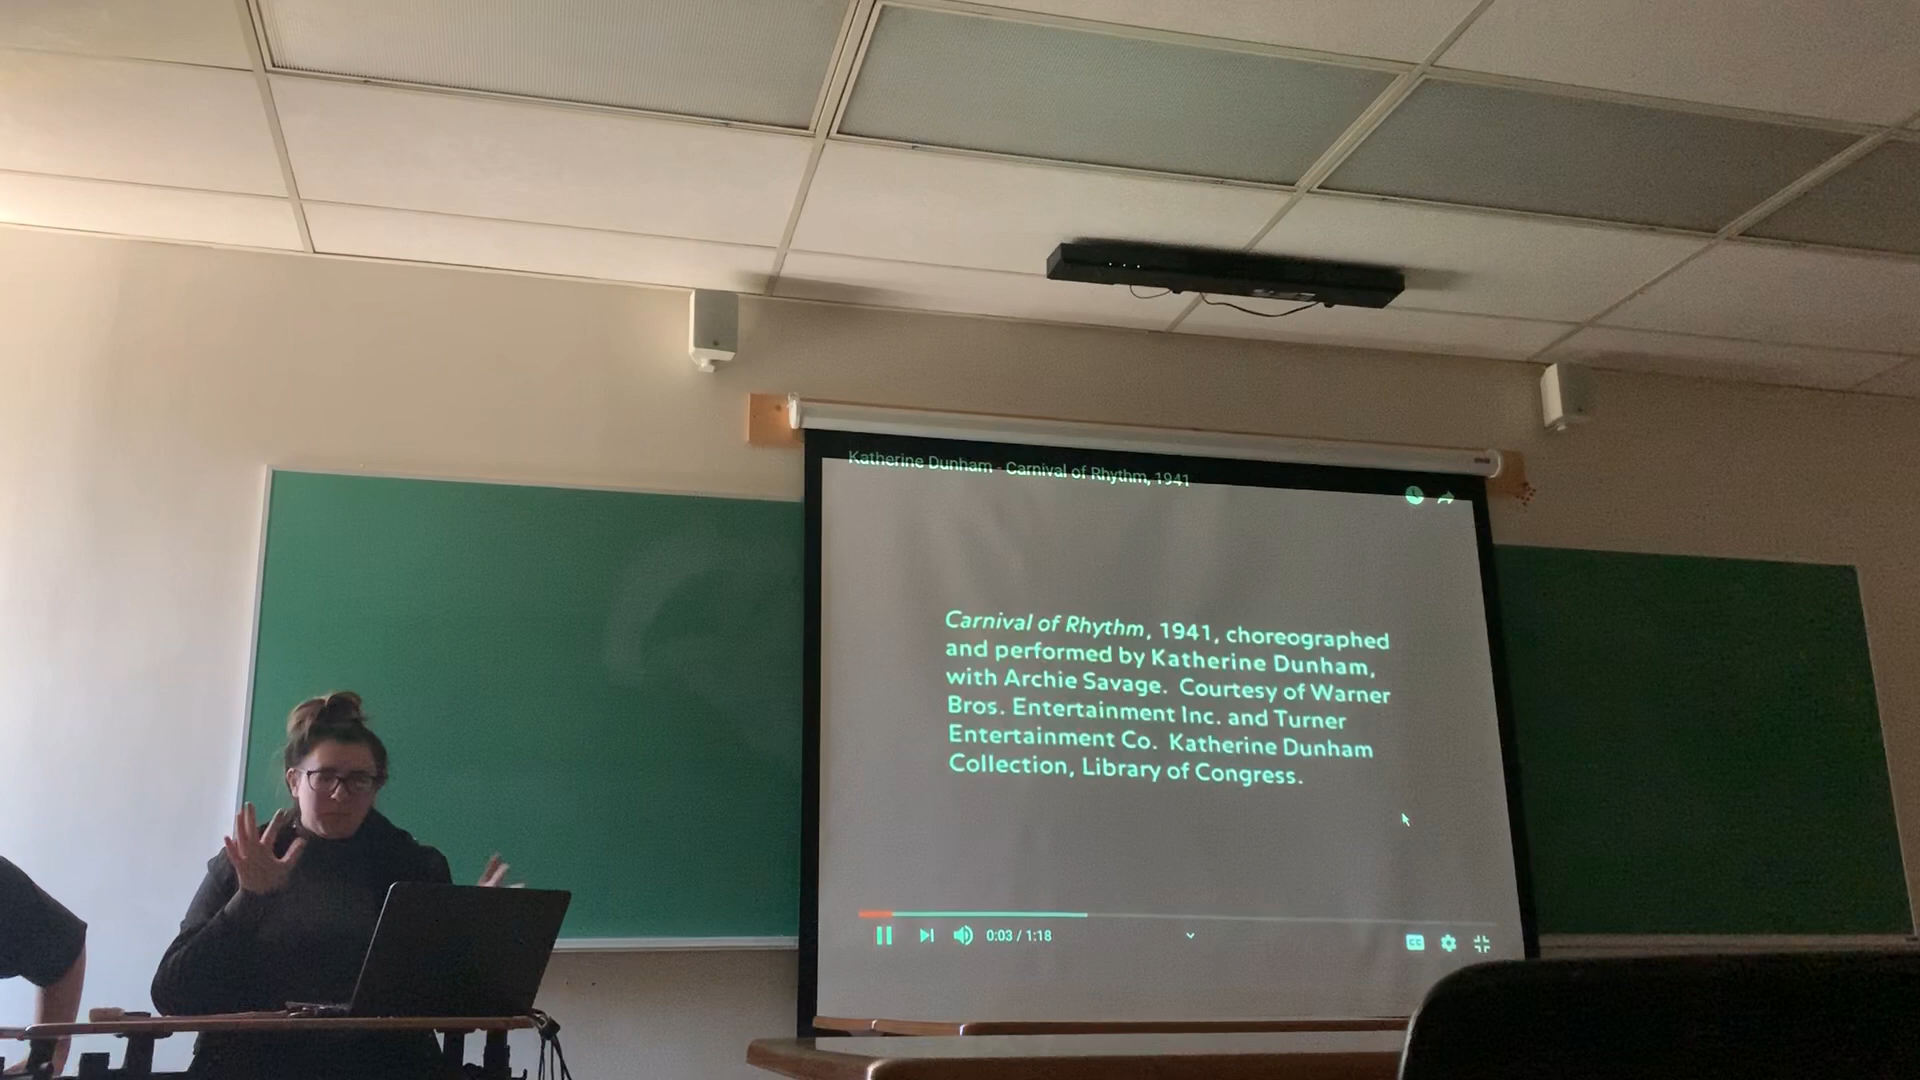 Katherine Dunham - Carnival of Rhythm, 1941
Carnival of Rhythm, 1941, choreographed
and performed by Katherine Dunham,
with Archie Savage. Courtesy of Warner
Bros. Entertainment Inc. and Turner
Entertainment Co. Katherine Dunham
Collection, Library of Congress.
0:03 / 1:18
CC